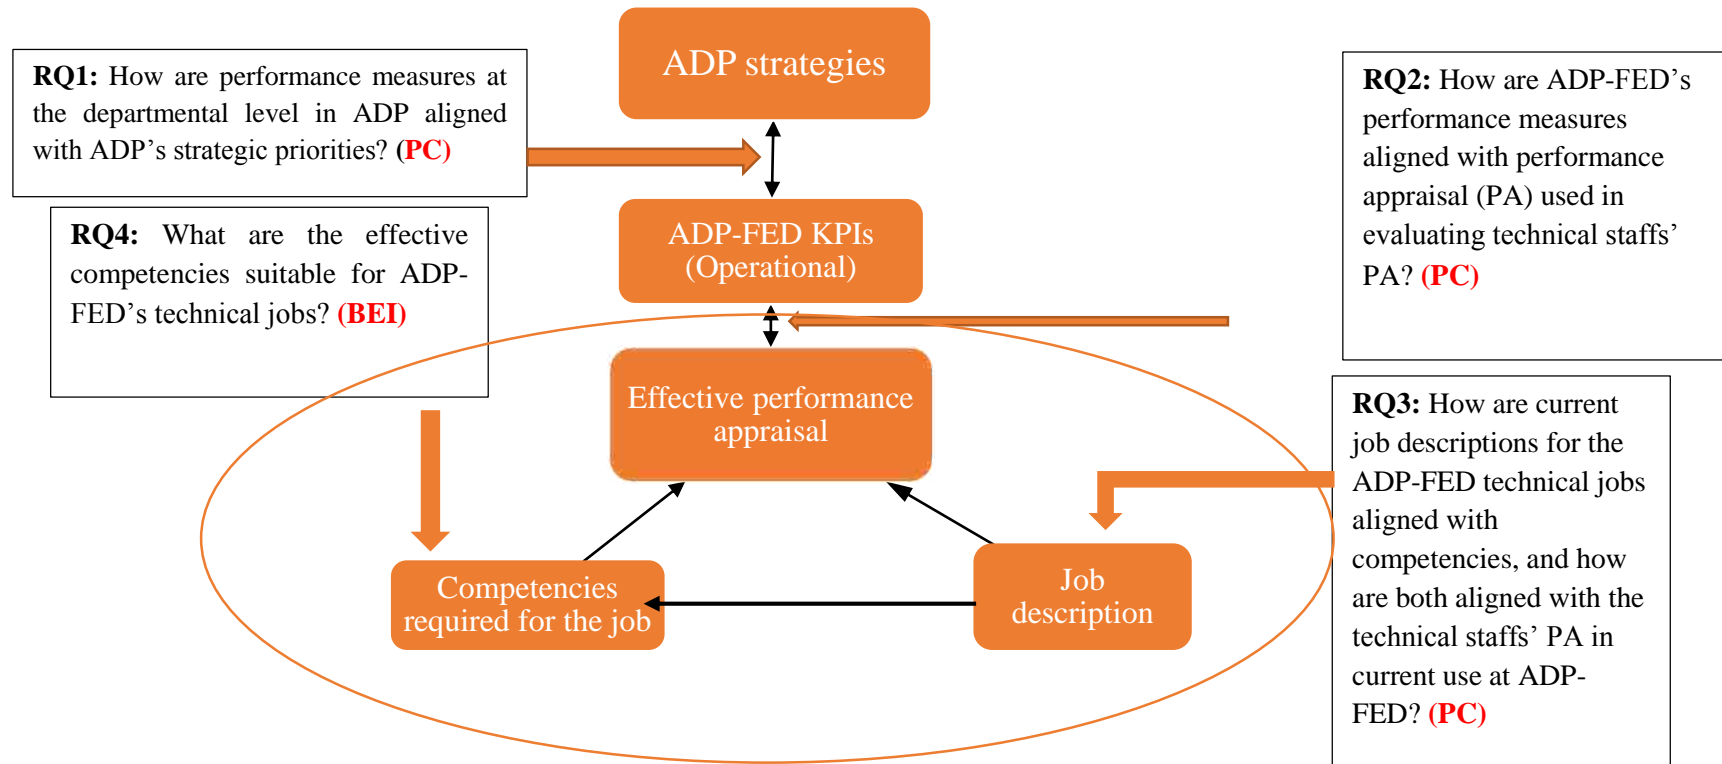 ADP strategies
RQ1: How are performance measures at
the departmental level in ADP aligned
with ADP’s strategic priorities? (PC)
RQ2: How are ADP-FED’s
performance measures
aligned with performance
appraisal (PA) used in
evaluating technical staffs’
PA? (PC)
RQ4: What are the effective
competencies suitable for ADP-
FED’s technical jobs? (BEI)
ADP-FED KPIs
(Operational)
Effective performance
appraisal
RQ3: How are current
job descriptions for the
ADP-FED technical jobs
aligned with
competencies, and how
are both aligned with the
technical staffs’ PA in
current use at ADP-
FED? (PC)
Competencies
required for the job
Job
description